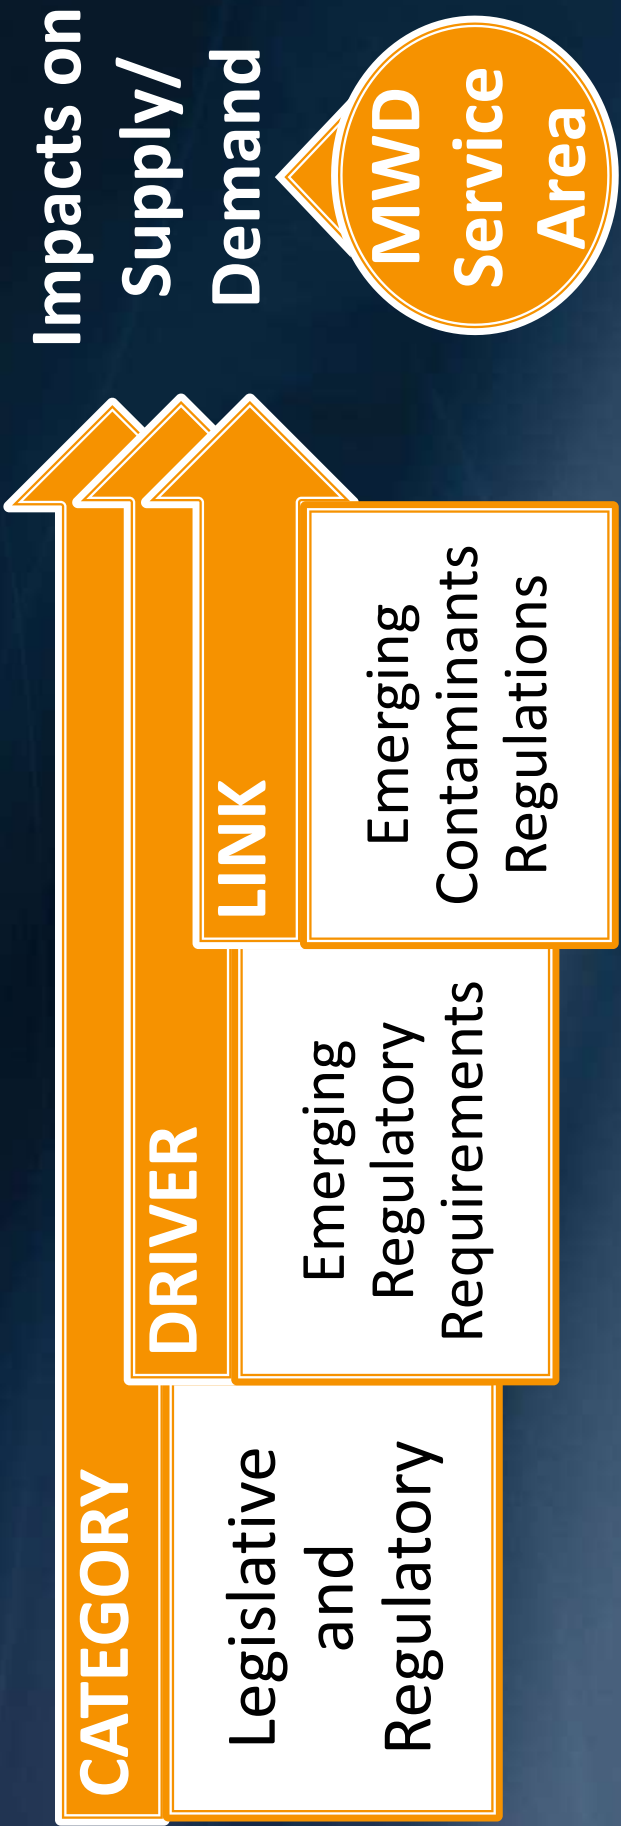 CATEGORY
Legislative
and
Regulatory
DRIVER
Emerging
Regulatory
Requirements
LINK
Emerging
Contaminants
Regulations
Impacts on
Supply/
Demand
MWD
Service
Area